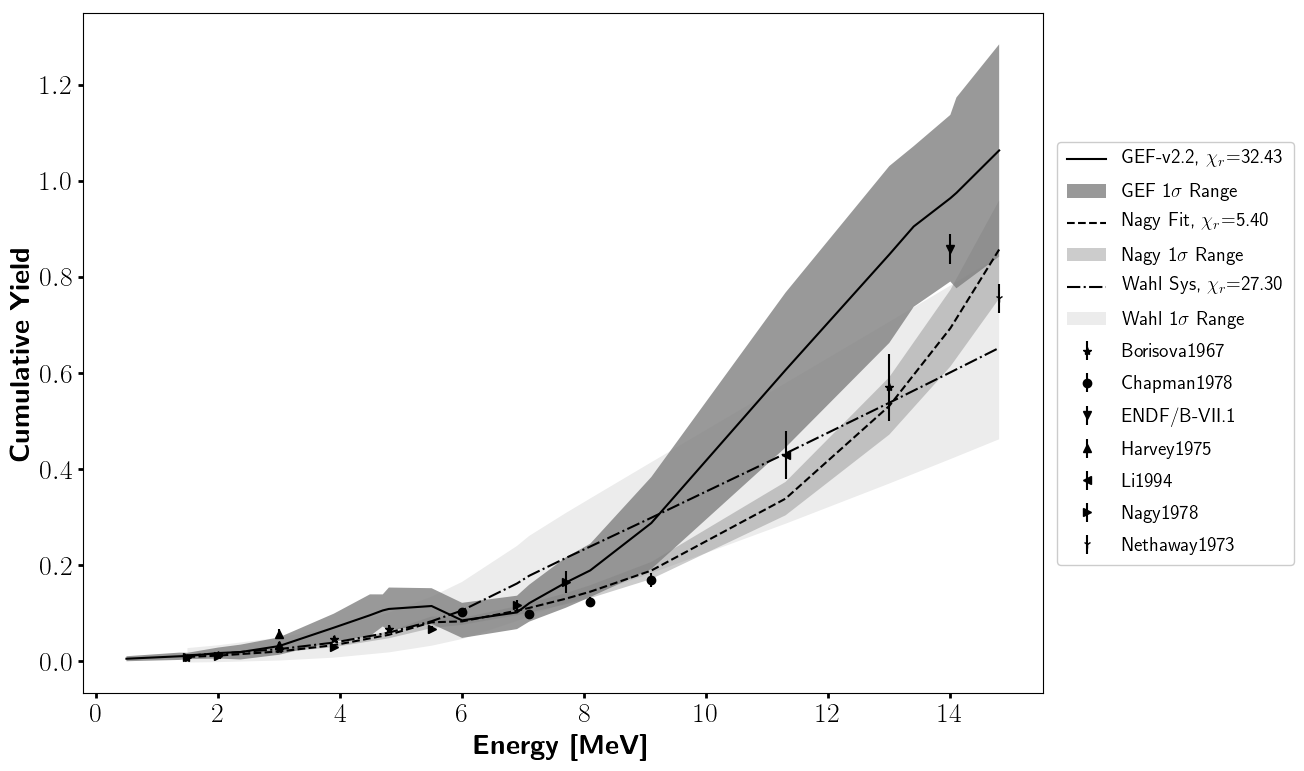 1.2
1.0
0.8
0.6
0.4
0.2
0.0
Cumulative Yield
0 2 4 6 8 10 12 14
Energy [MeV]
GEF-v2.2, χr=32.43
GEF 1σ Range
Nagy Fit, χr=5.40
Nagy 1σ Range
Wahl Sys, χr=27.30
Wahl 1σ Range
Borisova1967
Chapman1978
ENDF/B-VII.1
Harvey1975
Li1994
Nagy1978
Nethaway1973